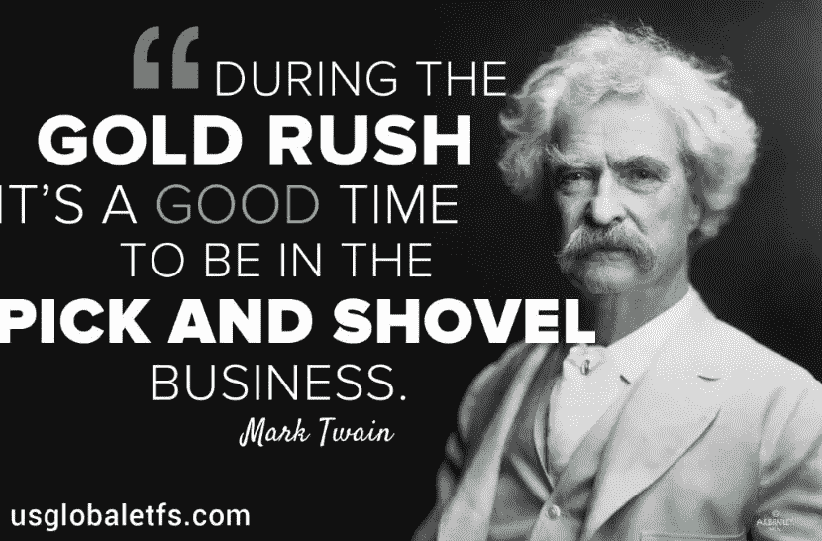 “ DURING THE
GOLD RUSH
IT’S A GOOD TIME
TO BE IN THE
PICK AND SHOVEL
BUSINESS.
Mark Twain
usglobaletfs.com